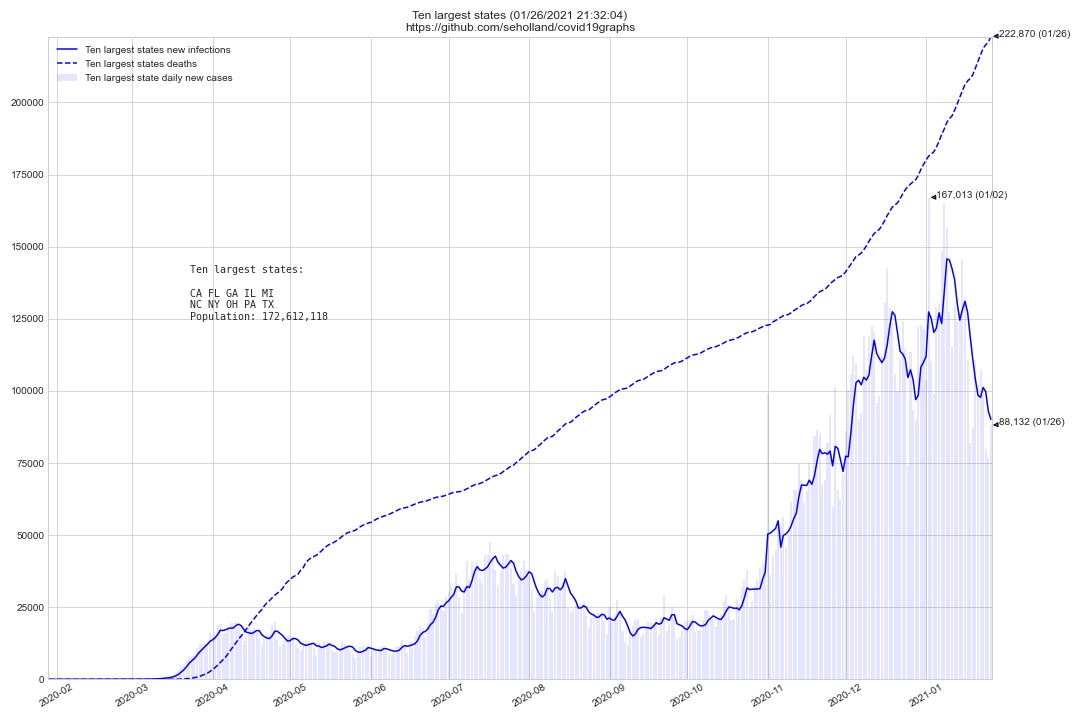 Ten largest states (01/26/2021 21:32:04)
https://github.com/seholland/covid19graphs
222,870 (01/26)
Ten largest states new infections
Ten largest states deaths
Ten largest state daily new cases
200000
175000
167,013 (01/02)
150000
Ten largest states:
CA FL GA IL MI
NC NY OH PA TX
Population: 172,612,118
125000
100000
88,132 (01/26)
75000
50000
25000
0
2020-02
2020-03
2020-04
2020-05
2020-06
2020-07
2020-08
2020-09
2020-10
2020-11
2020-12
2021-01